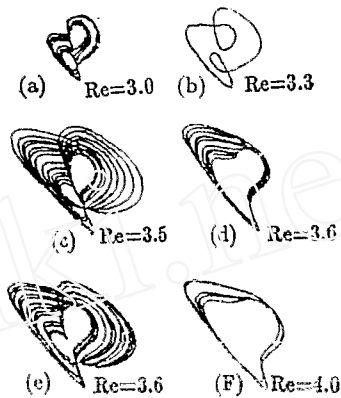 (a) Re=3.0
(b) Re=3.3
(c) Re=3.5
(d) Re=3.6
(e) Re=3.6
(F) Re=4.0